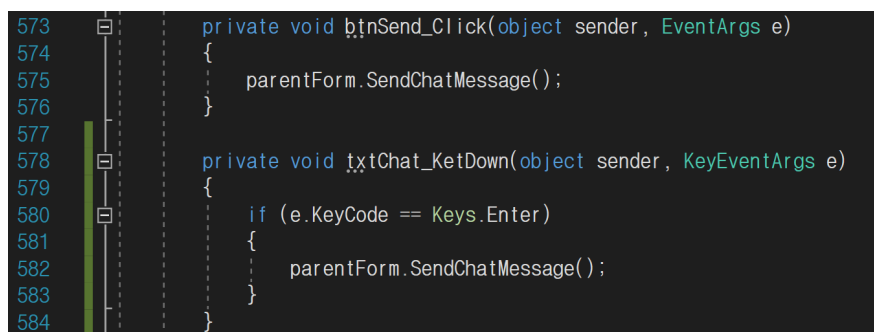 573 private void btnSend_Click(object sender, EventArgs e)
574 {
575 parentForm.SendChatMessage();
576 }
577
578 private void txtChat_KetDown(object sender, KeyEventArgs e)
579 {
580 if (e.KeyCode == Keys.Enter)
581 {
582 parentForm.SendChatMessage();
583 }
584 }